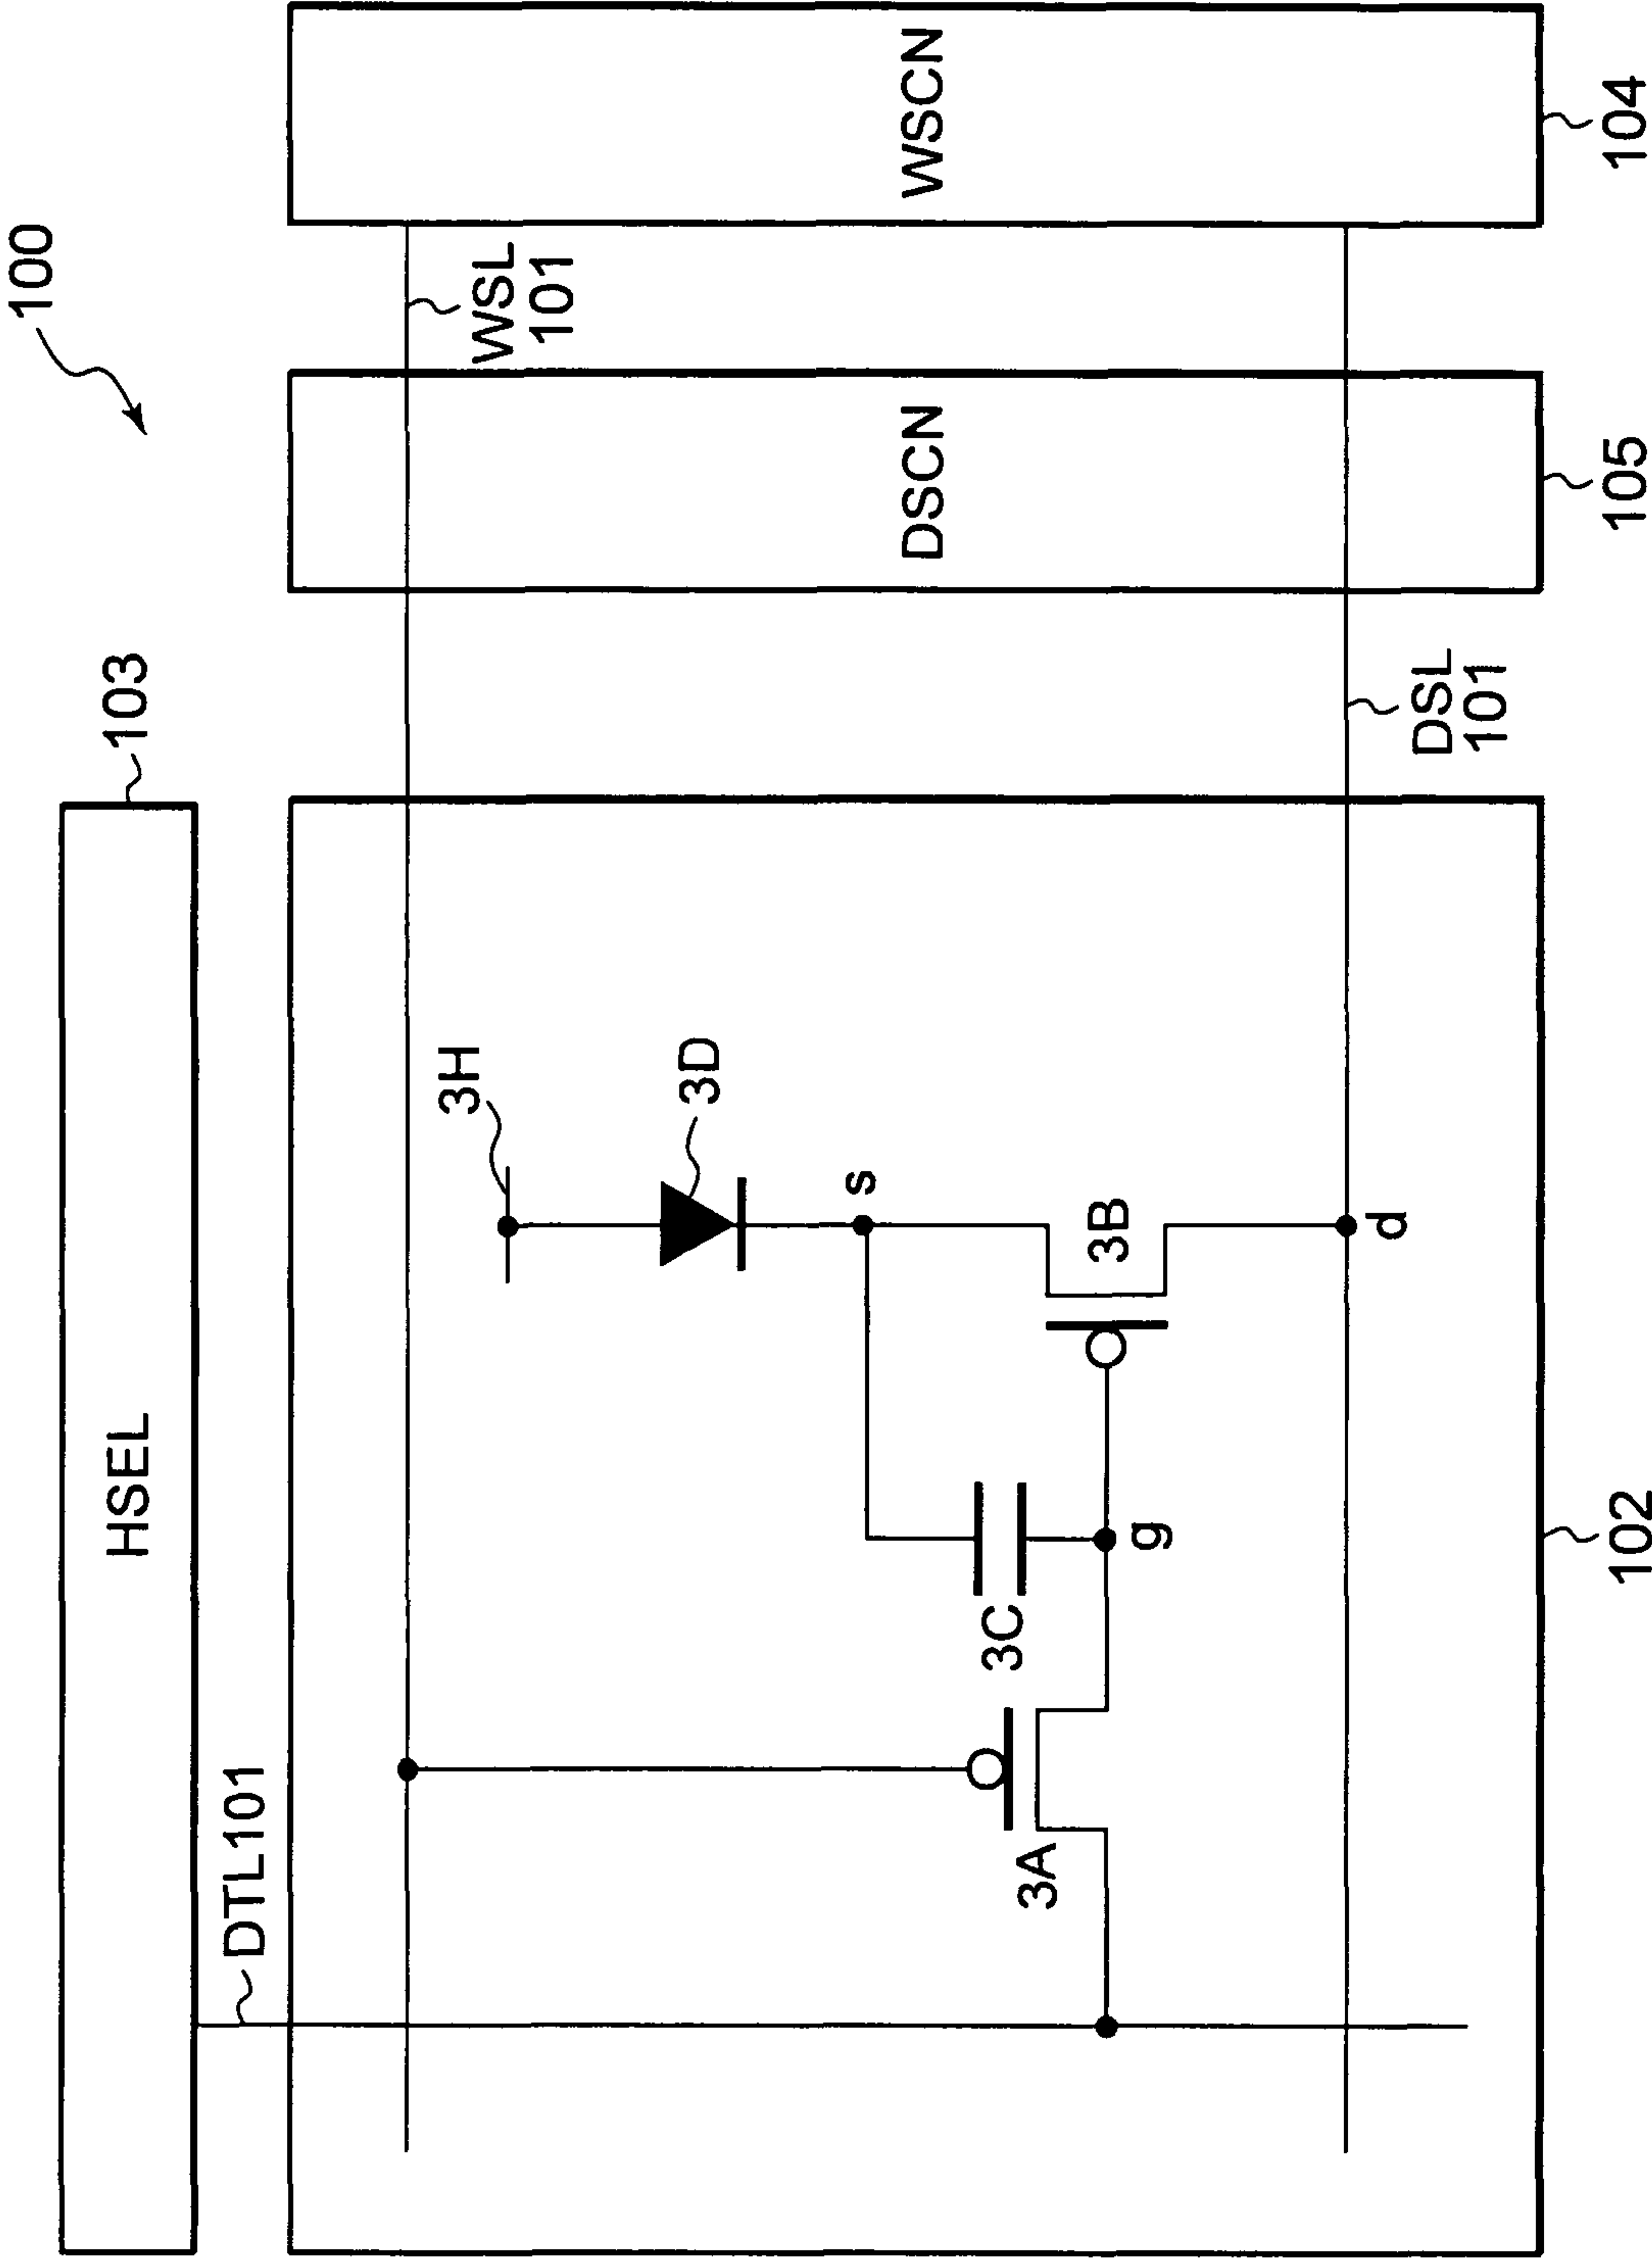 100
HSEL
103
DTL101
3H
WSL
101
3D
s
DSCN
WSCN
3C
3A
3B
g
d
DSL
101
102
105
104